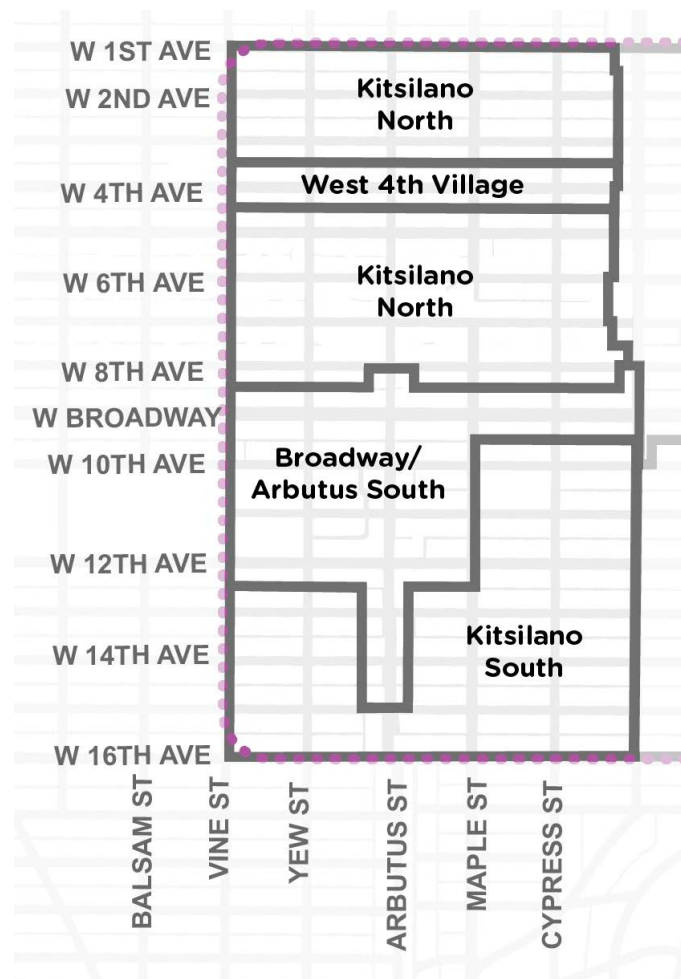 W 1ST AVE
W 2ND AVE
Kitsilano
North
W 4TH AVE
West 4th Village
W 6TH AVE
Kitsilano
North
W 8TH AVE
W BROADWAY
W 10TH AVE
Broadway/
Arbutus South
W 12TH AVE
W 14TH AVE
Kitsilano
South
W 16TH AVE
BALSAM ST
VINE ST
YEW ST
ARBUTUS ST
MAPLE ST
CYPRESS ST